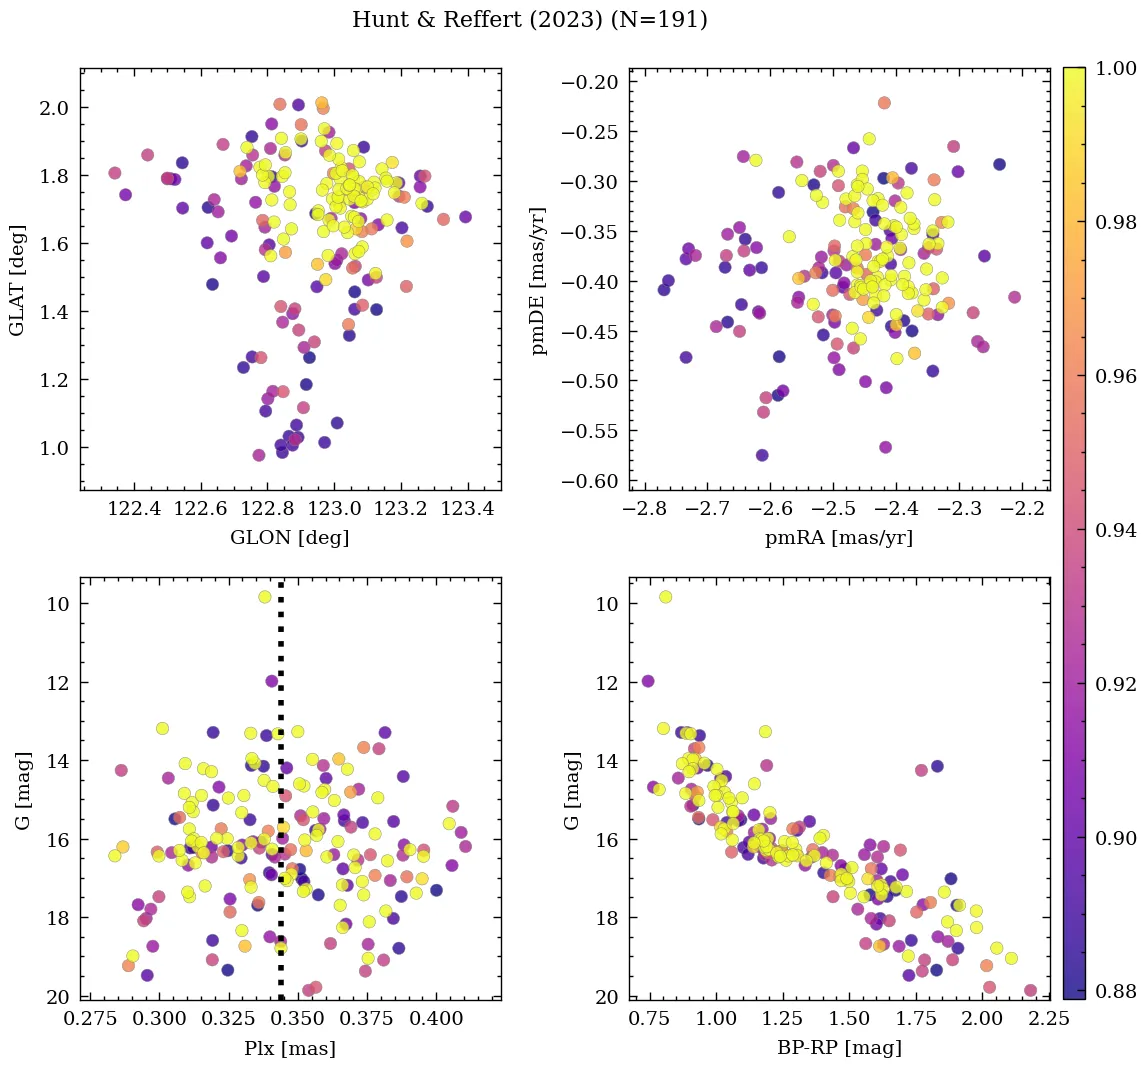 Hunt & Reffert (2023) (N=191)
2.0
1.8
1.6
1.4
1.2
1.0
GLAT [deg]
122.4 122.6 122.8 123.0 123.2 123.4
GLON [deg]
−0.20
−0.25
−0.30
−0.35
−0.40
−0.45
−0.50
−0.55
−0.60
pmDE [mas/yr]
−2.8 −2.7 −2.6 −2.5 −2.4 −2.3 −2.2
pmRA [mas/yr]
1.00
0.98
0.96
0.94
0.92
0.90
0.88
10
12
14
16
18
20
G [mag]
0.275 0.300 0.325 0.350 0.375 0.400
Plx [mas]
10
12
14
16
18
20
G [mag]
0.75 1.00 1.25 1.50 1.75 2.00 2.25
BP-RP [mag]